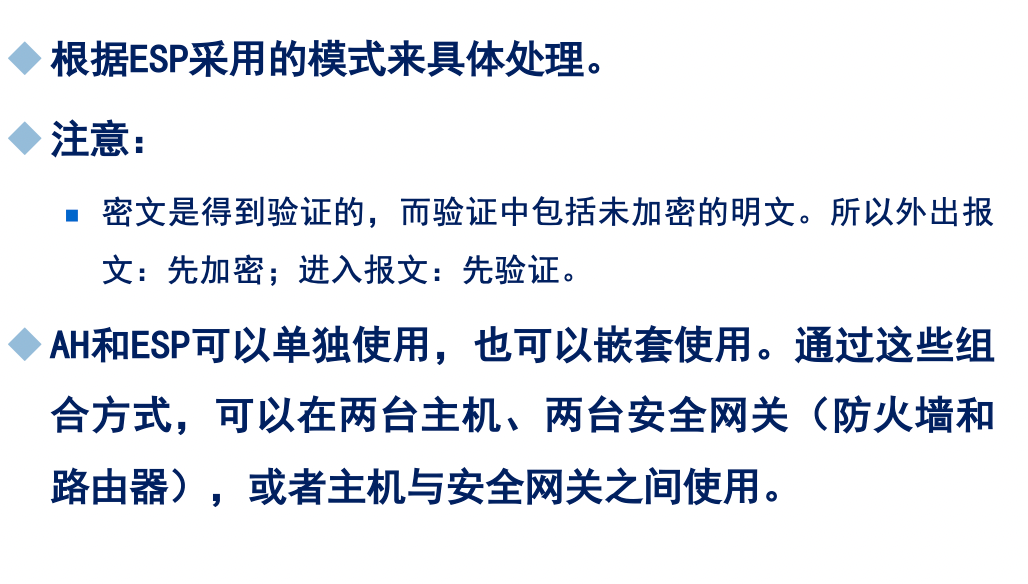 根据ESP采用的模式来具体处理。
注意：
密文是得到验证的，而验证中包括未加密的明文。所以外出报
文：先加密；进入报文：先验证。
AH和ESP可以单独使用，也可以嵌套使用。通过这些组
合方式，可以在两台主机、两台安全网关（防火墙和
路由器），或者主机与安全网关之间使用。